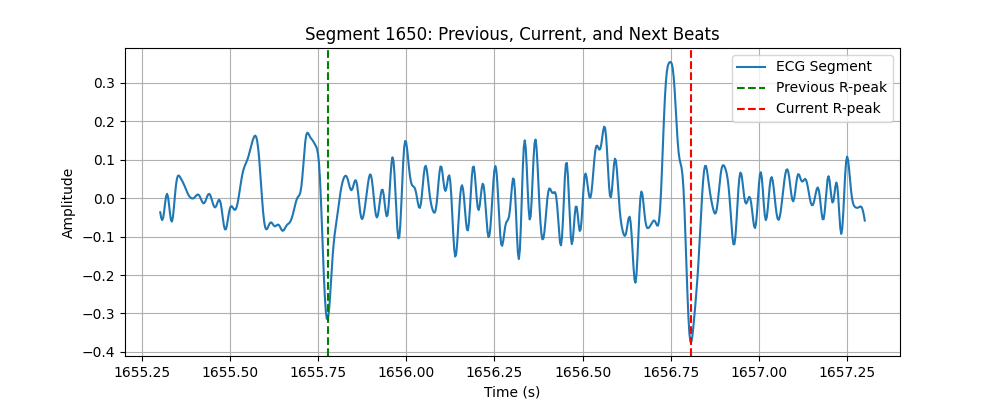 Segment 1650: Previous, Current, and Next Beats
ECG Segment
Previous R-peak
Current R-peak
Amplitude
0.3
0.2
0.1
0.0
−0.1
−0.2
−0.3
−0.4
1655.25 1655.50 1655.75 1656.00 1656.25 1656.50 1656.75 1657.00 1657.25
Time (s)